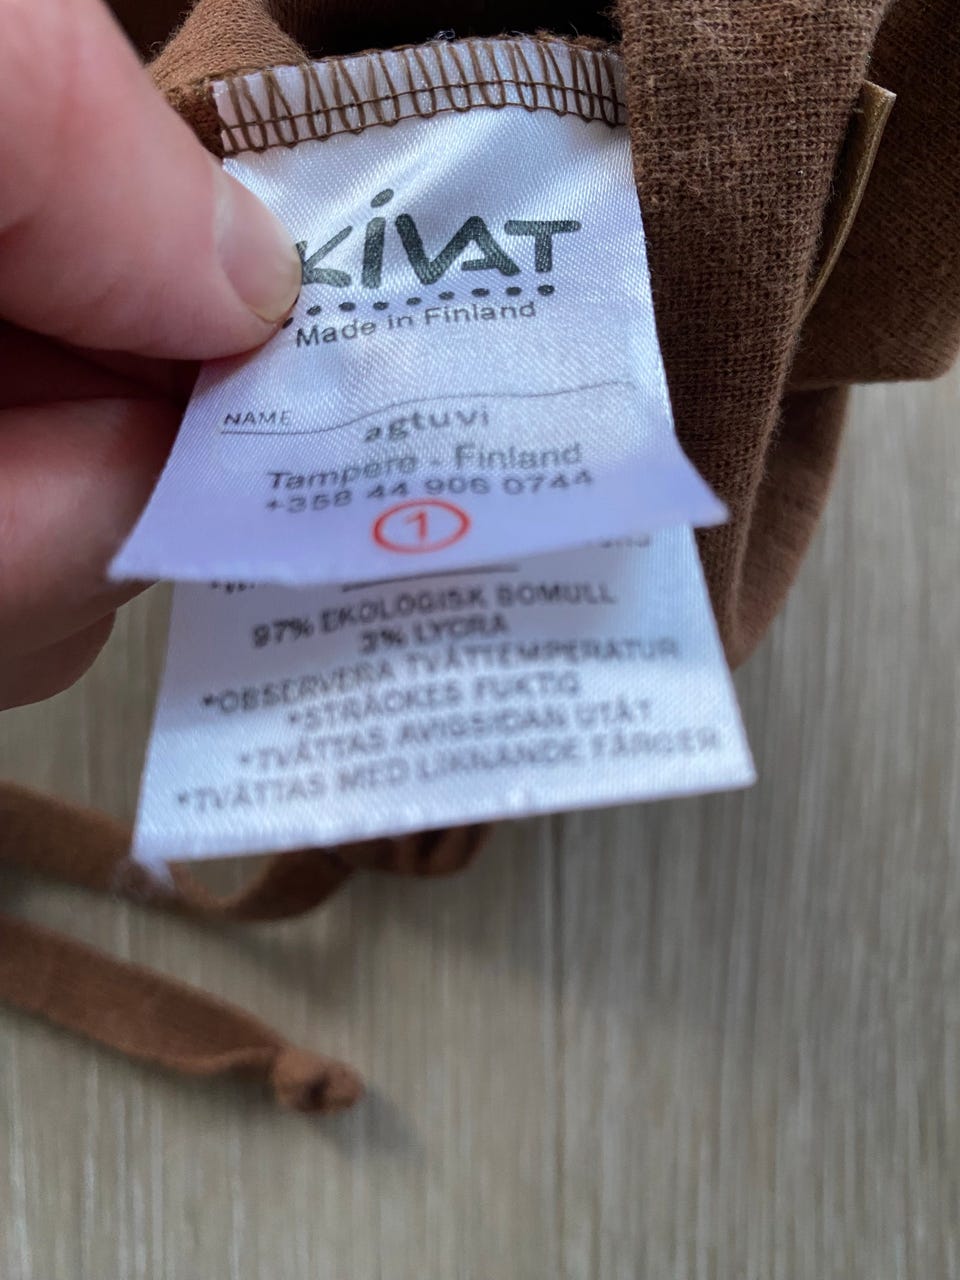 KIVAT
Made in Finland
NAME
agtuvi
Tampere - Finland
+358 44 906 0744
1
97% EKOLOGISK BOMULL
3% LYCRA
*OBSERVERA TVÄTTEMPERATUR
*STRÄCKES FUKTIG
*TVÄTTAS AVIGSIDAN UTÅT
*TVÄTTAS MED LIKNANDE FÄRGER